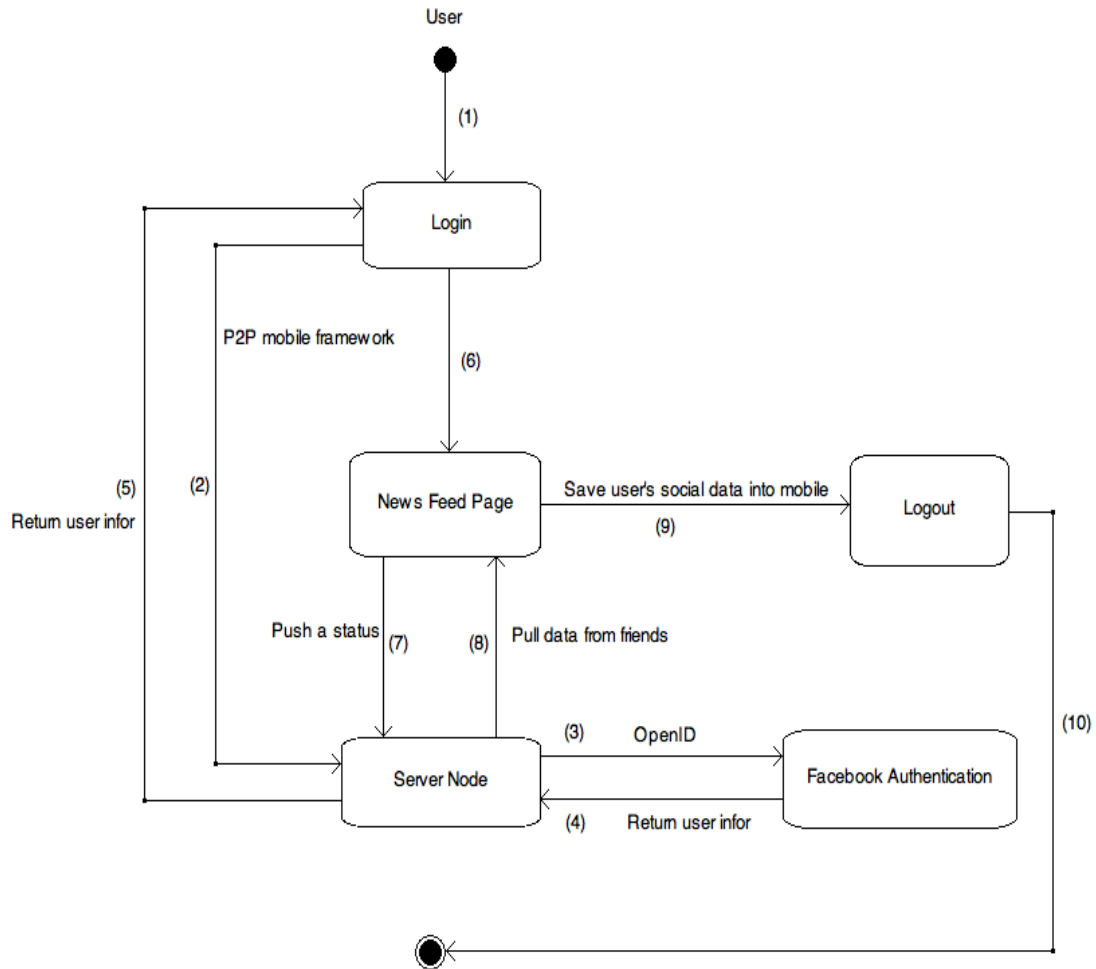 User
(1)
Login
P2P mobile framework
(6)
(5)
(2)
Return user infor
News Feed Page
Save user's social data into mobile
(9)
Logout
Push a status
(7)
(8)
Pull data from friends
(10)
(3)
OpenID
Server Node
Facebook Authentication
(4)
Return user infor